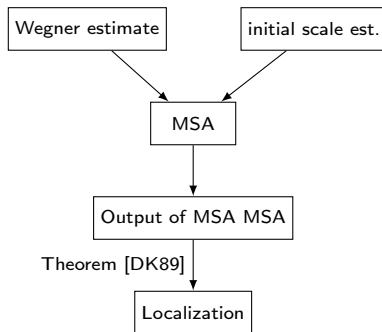 Wegner estimate
initial scale est.
MSA
Output of MSA MSA
Theorem [DK89]
Localization